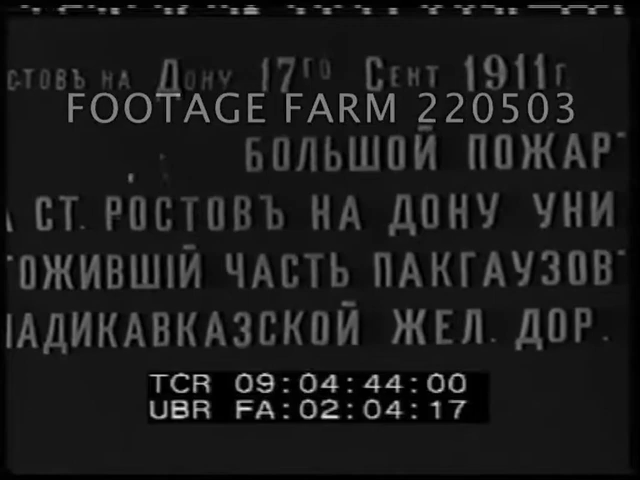 СТОВЪ НА ДОНУ 17ГО СЕНТ 1911Г.
FOOTAGE FARM 220503
БОЛЬШОЙ ПОЖАРЪ
А СТ. РОСТОВЪ НА ДОНУ УНИ
ТОЖИВШІЙ ЧАСТЬ ПАКГАУЗОВЪ
ЛАДИКАВКАЗСКОЙ ЖЕЛ. ДОР.
TCR 09:04:44:00
UBR FA:02:04:17